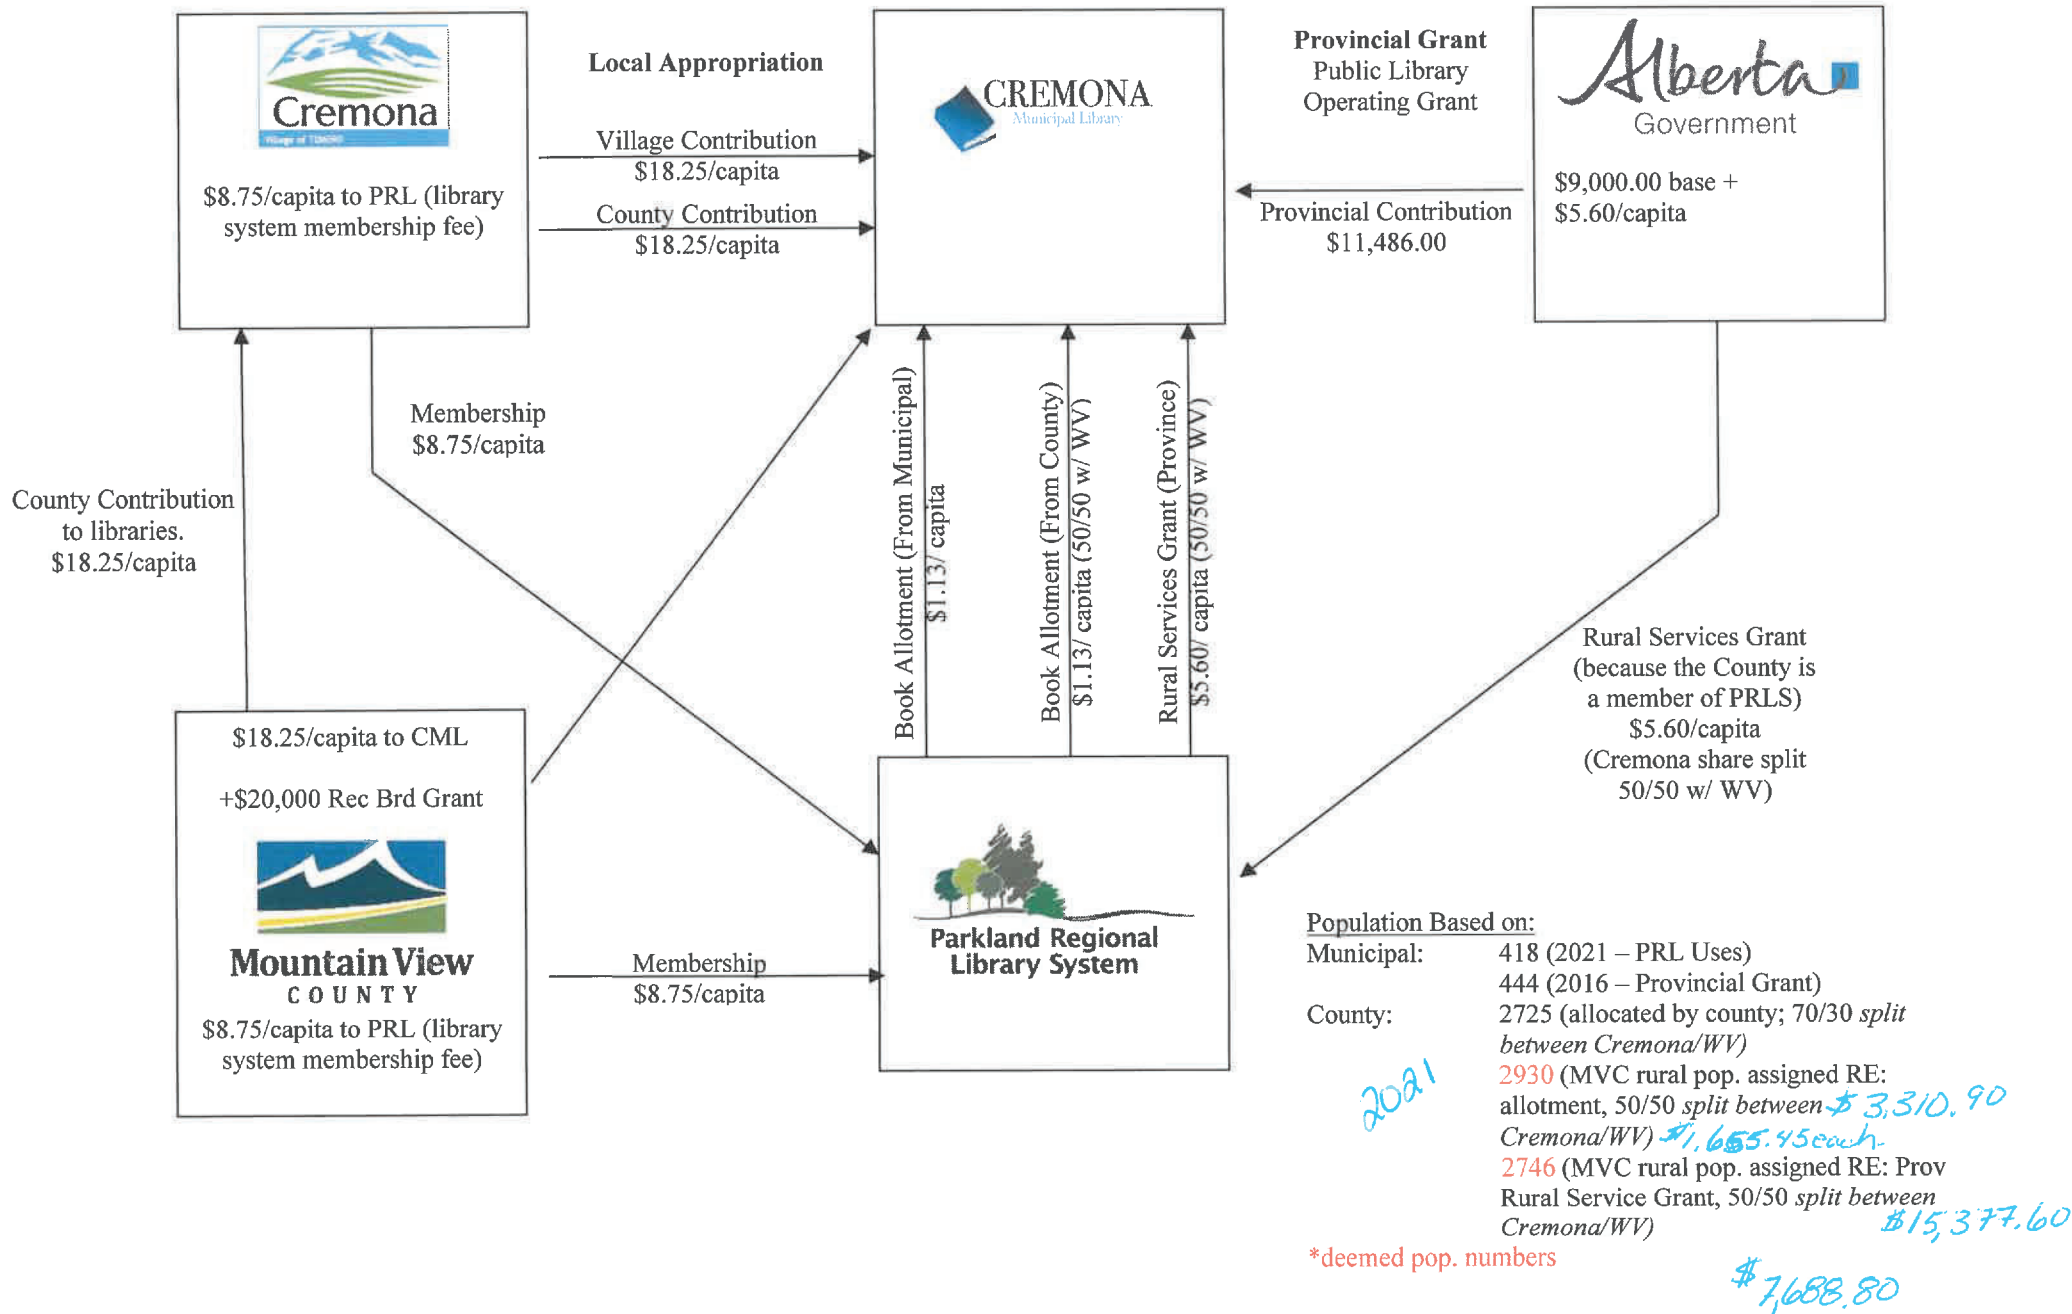 Cremona
Village of
$8.75/capita to PRL (library
system membership fee)
Local Appropriation
Village Contribution
$18.25/capita
County Contribution
$18.25/capita
CREMONA
Municipal Library
Provincial Grant
Public Library
Operating Grant
Provincial Contribution
$11,486.00
Alberta
Government
$9,000.00 base +
$5.60/capita
Membership
$8.75/capita
County Contribution
to libraries.
$18.25/capita
Book Allotment (From Municipal)
$1.13/ capita
Book Allotment (From County)
$1.13/ capita (50/50 w/ WV)
Rural Services Grant (Province)
$5.60/ capita (50/50 w/ WV)
Rural Services Grant
(because the County is
a member of PRLS)
$5.60/capita
(Cremona share split
50/50 w/ WV)
$18.25/capita to CML
+$20,000 Rec Brd Grant
Mountain View
COUNTY
$8.75/capita to PRL (library
system membership fee)
Membership
$8.75/capita
Parkland Regional
Library System
Population Based on:
Municipal: 418 (2021 – PRL Uses)
444 (2016 – Provincial Grant)
County: 2725 (allocated by county; 70/30 split
between Cremona/WV)
2021
2930 (MVC rural pop. assigned RE:
allotment, 50/50 split between $3,310.90
Cremona/WV) $1,655.45 each
2746 (MVC rural pop. assigned RE: Prov
Rural Service Grant, 50/50 split between
Cremona/WV) $15,377.60
*deemed pop. numbers
$7,688.80